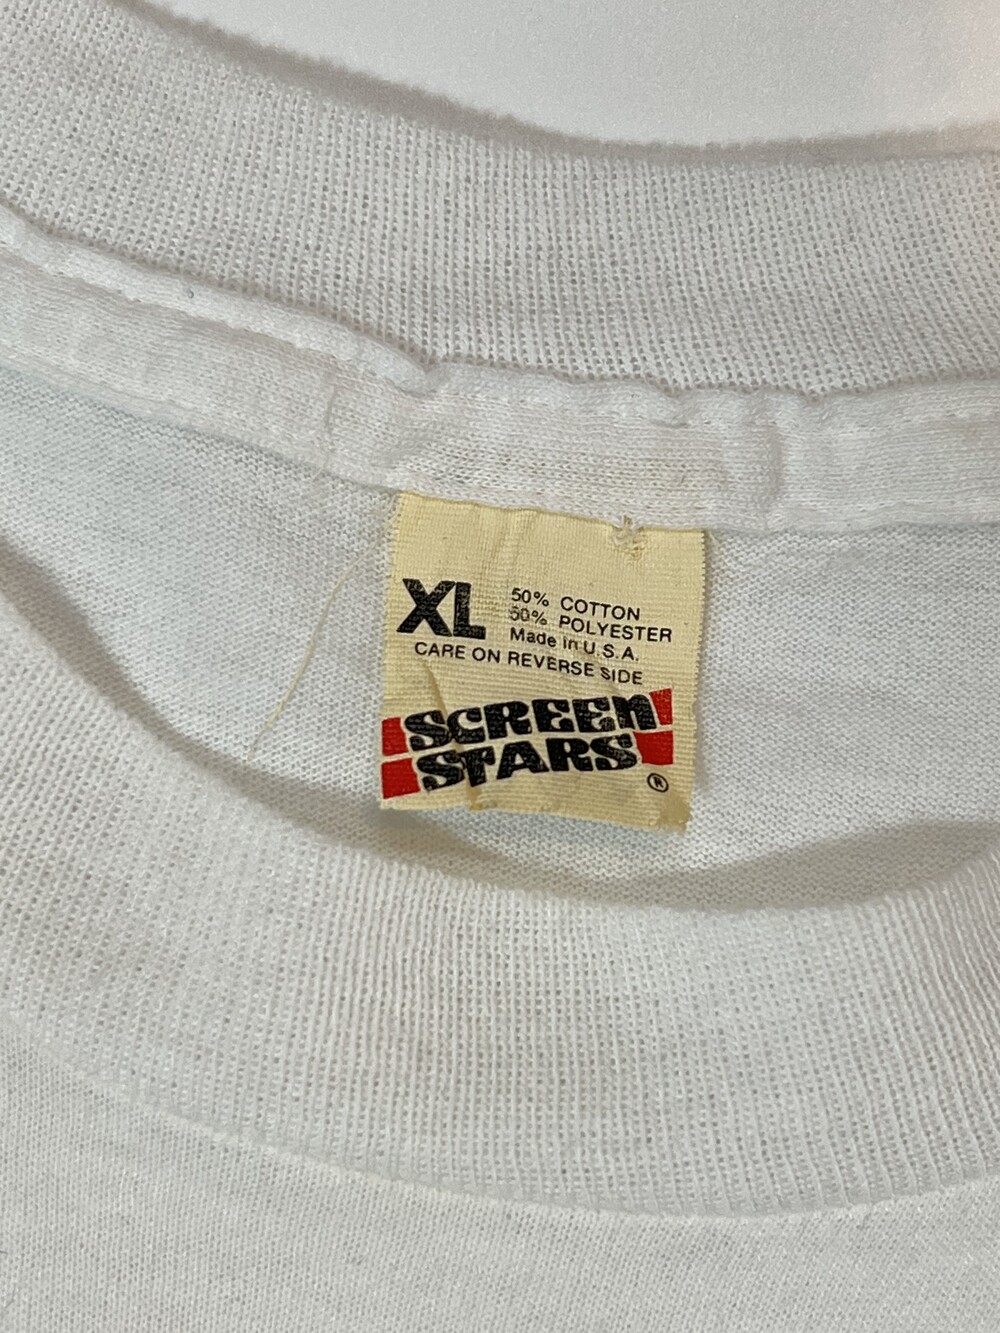 XL
50% COTTON
50% POLYESTER
Made in U.S.A.
CARE ON REVERSE SIDE
SCREEN
STARS
®